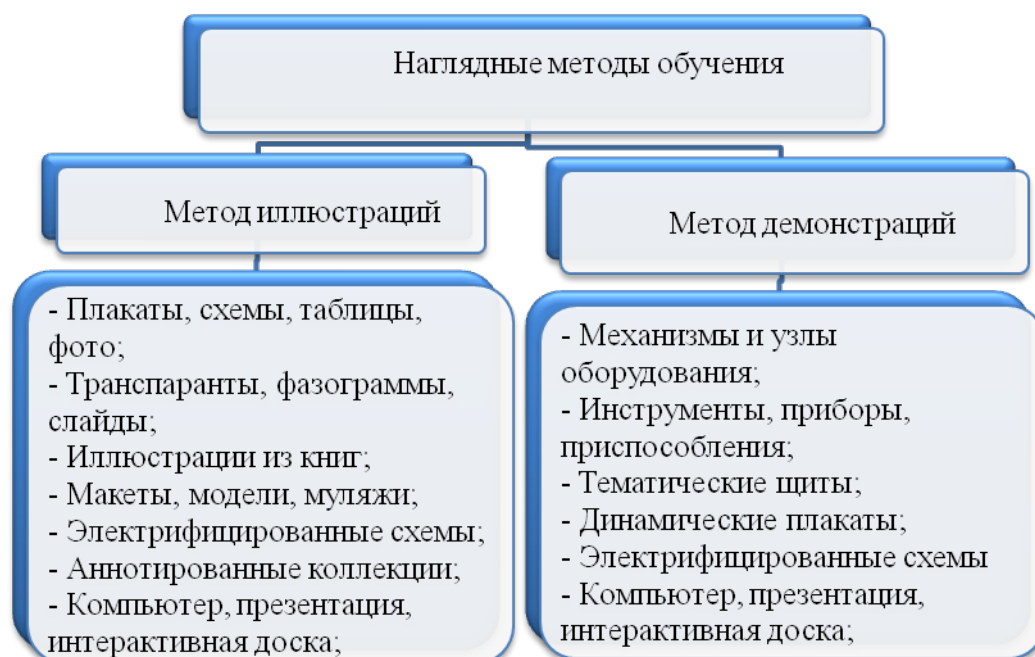 Наглядные методы обучения
Метод иллюстраций
- Плакаты, схемы, таблицы,
фото;
- Транспаранты, фазограммы,
слайды;
- Иллюстрации из книг;
- Макеты, модели, муляжи;
- Электрифицированные схемы;
- Аннотированные коллекции;
- Компьютер, презентация,
интерактивная доска;
Метод демонстраций
- Механизмы и узлы
оборудования;
- Инструменты, приборы,
приспособления;
- Тематические щиты;
- Динамические плакаты;
- Электрифицированные схемы
- Компьютер, презентация,
интерактивная доска;